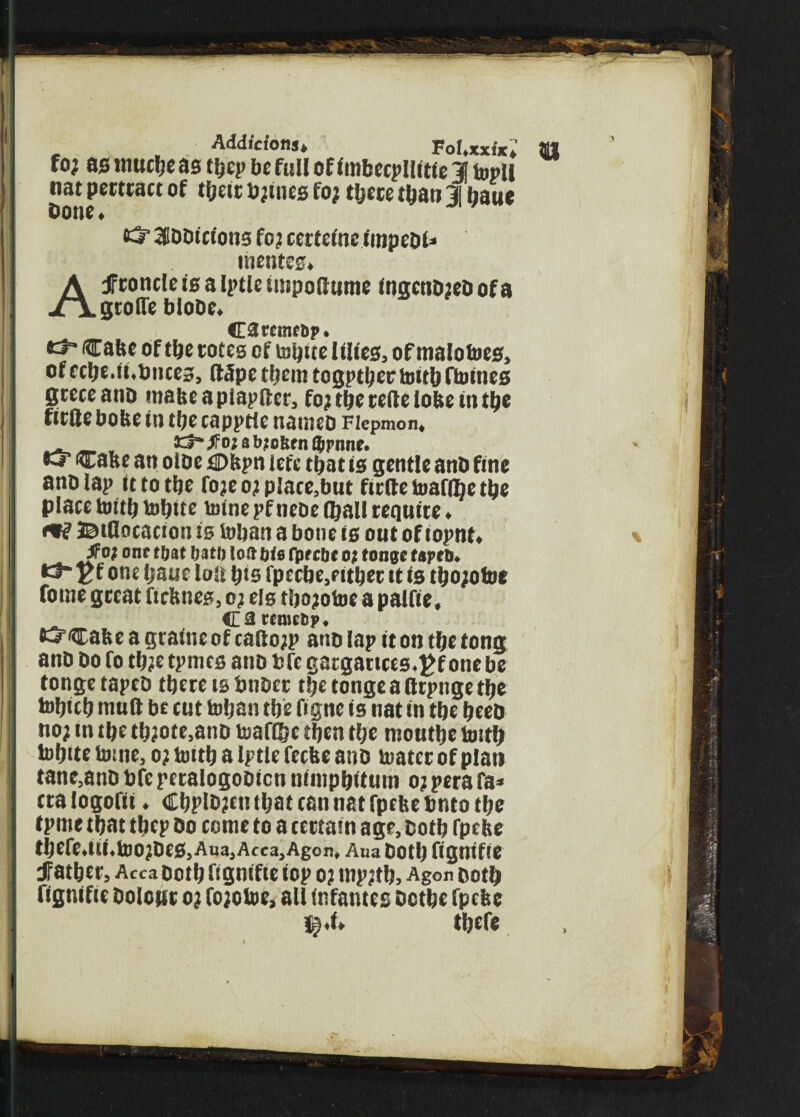 Addicions. Fol.xxix.
for as muche as they be full of imbecyllitie I wyll
nat pertract of their vrines for there than I haue
done.
☞ Addicions for certeine impedi-
mentes.
A Froncle is a lytle impostume ingendred of a
grosse blode.
¶ A remedy.
☞ Take of the rotes of white lilies, of malowes,
of eche.ii.vnces, stāpe them togyther with swines
grece and make a playster, for the reste loke in the
firste boke in the capytle named Flepmon.
☞ For a broken shynne.
☞ Take an olde Okyn lefe that is gentle and fine
and lap it to the sore or place, but firste wasshe the
place with white wine yf nede shall require.
☞ Dislocacion is whan a bone is out of ioynt.
For one that hath lost his speche or tonge tayed.
☞ Yf one haue lost his speche, either it is thorowe
some great sicknes, or els thorowe a palsie.
¶ A remedy.
☞ Take a graine of castory and lap it on the tong
and do so thre tymes and vse gargarices. Yf one be
tonge tayed there is vnder the tonge a strynge the
which must be cut whan the signe is nat in the heed
nor in the throte, and wasshe then the mouthe with
white wine, or with a lytle secke and water of plan
tane, and vse peralogodicn nimphitum or pera sa-
cra logosii. Chyldren that can nat speke vnto the
tyme that they do come to a certain age, doth speke
these.iii.wordes, Aua, Acca, Agon. Aua doth signifie
Father, Acca doth signifie ioy or myrth, Agon doth
signifie dolour or sorowe, all infantes dothe speke
H.i. these